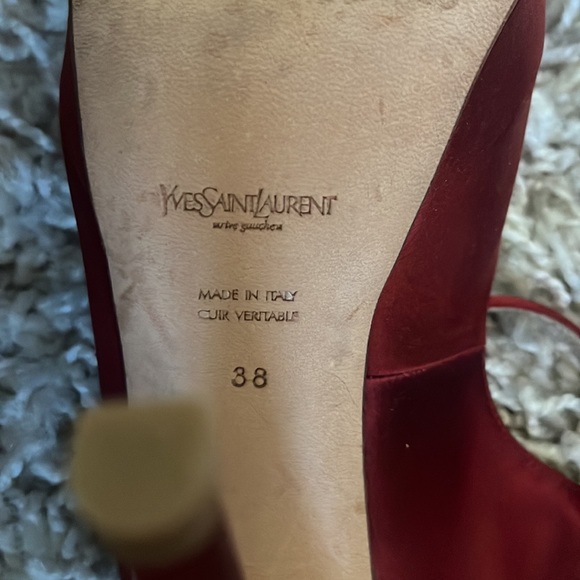 YVESSAINTLAURENT
rive gauche
MADE IN ITALY
CUIR VERITABLE
38